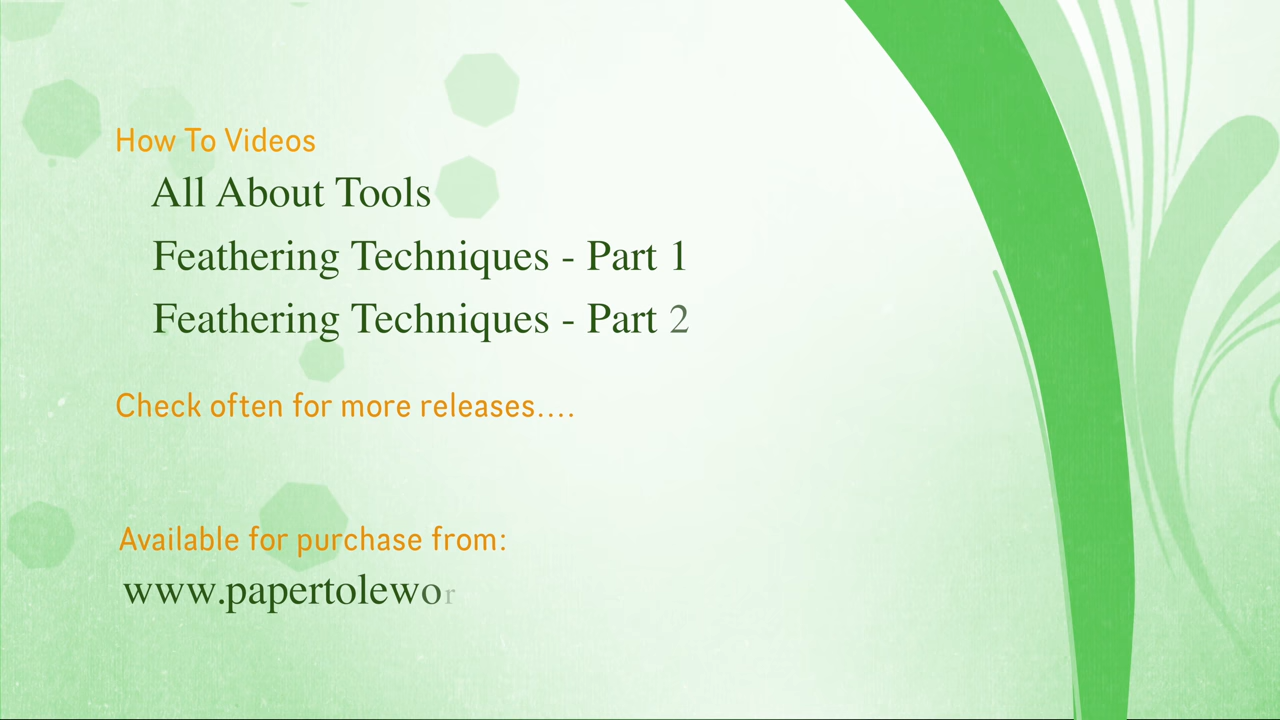 How To Videos
All About Tools
Feathering Techniques - Part 1
Feathering Techniques - Part 2
Check often for more releases....
Available for purchase from:
www.papertolewor